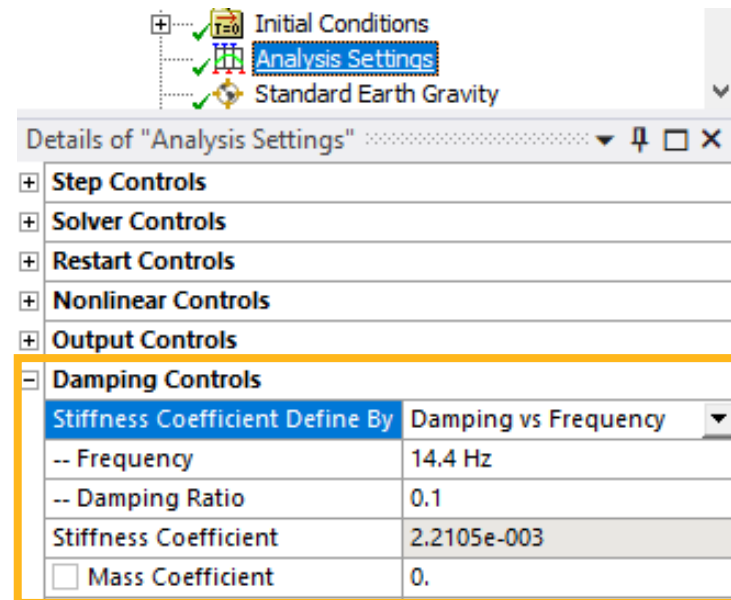 T=0 Initial Conditions
Analysis Settings
Standard Earth Gravity
Details of "Analysis Settings"
Step Controls
Solver Controls
Restart Controls
Nonlinear Controls
Output Controls
Damping Controls
Stiffness Coefficient Define By Damping vs Frequency
-- Frequency 14.4 Hz
-- Damping Ratio 0.1
Stiffness Coefficient 2.2105e-003
Mass Coefficient 0.